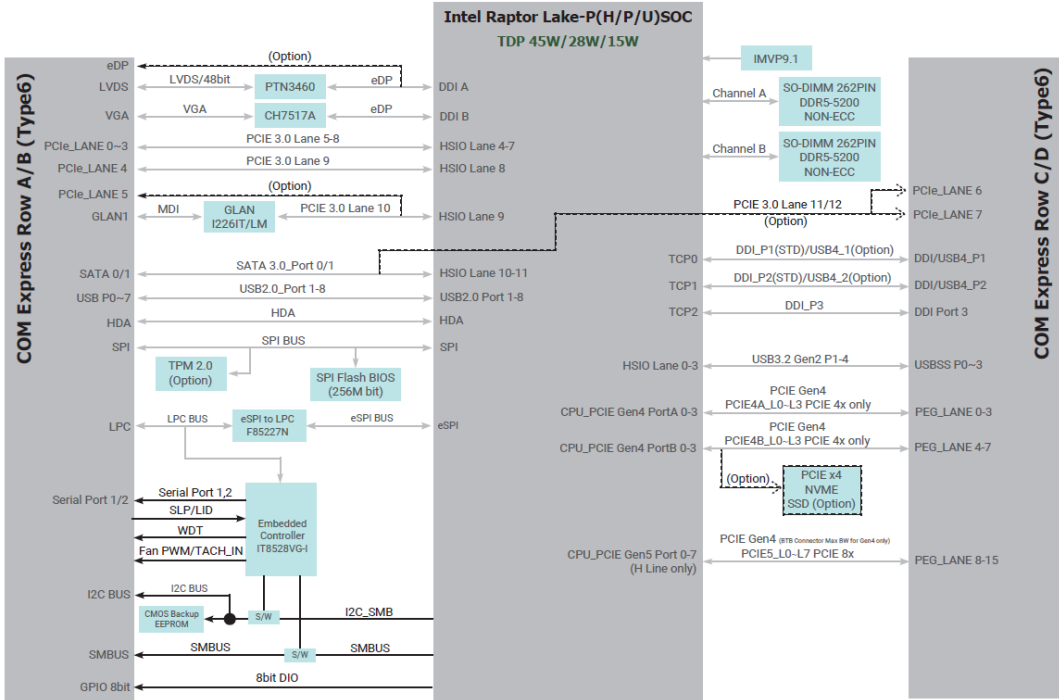 Intel Raptor Lake-P(H/P/U)SOC
TDP 45W/28W/15W
COM Express Row A/B (Type6)
eDP
(Option)
LVDS
LVDS/48bit
PTN3460
eDP
DDI A
VGA
VGA
CH7517A
eDP
DDI B
PCIe_LANE 0~3
PCIE 3.0 Lane 5-8
HSIO Lane 4-7
PCIe_LANE 4
PCIE 3.0 Lane 9
HSIO Lane 8
PCIe_LANE 5
(Option)
GLAN1
MDI
GLAN
I226IT/LM
PCIE 3.0 Lane 10
HSIO Lane 9
SATA 0/1
SATA 3.0_Port 0/1
HSIO Lane 10-11
USB P0~7
USB2.0_Port 1-8
USB2.0 Port 1-8
HDA
HDA
HDA
SPI
SPI BUS
SPI
TPM 2.0
(Option)
SPI Flash BIOS
(256M bit)
LPC
LPC BUS
eSPI to LPC
F85227N
eSPI BUS
eSPI
Serial Port 1/2
Serial Port 1,2
SLP/LID
WDT
Fan PWM/TACH_IN
Embedded
Controller
IT8528VG-I
I2C BUS
I2C BUS
CMOS Backup
EEPROM
S/W
I2C_SMB
SMBUS
SMBUS
S/W
SMBUS
GPIO 8bit
8bit DIO
IMVP9.1
Channel A
SO-DIMM 262PIN
DDR5-5200
NON-ECC
Channel B
SO-DIMM 262PIN
DDR5-5200
NON-ECC
PCIE 3.0 Lane 11/12
(Option)
PCIe_LANE 6
PCIe_LANE 7
TCP0
DDI_P1(STD)/USB4_1(Option)
DDI/USB4_P1
TCP1
DDI_P2(STD)/USB4_2(Option)
DDI/USB4_P2
TCP2
DDI_P3
DDI Port 3
HSIO Lane 0-3
USB3.2 Gen2 P1-4
USBSS P0~3
CPU_PCIE Gen4 PortA 0-3
PCIE Gen4
PCIE4A_L0~L3 PCIE 4x only
PEG_LANE 0-3
CPU_PCIE Gen4 PortB 0-3
PCIE Gen4
PCIE4B_L0~L3 PCIE 4x only
PEG_LANE 4-7
(Option)
PCIE x4
NVME
SSD (Option)
CPU_PCIE Gen5 Port 0-7
(H Line only)
PCIE Gen4 (BTB Connector Max BW for Gen4 only)
PCIE5_L0~L7 PCIE 8x
PEG_LANE 8-15
COM Express Row C/D (Type6)